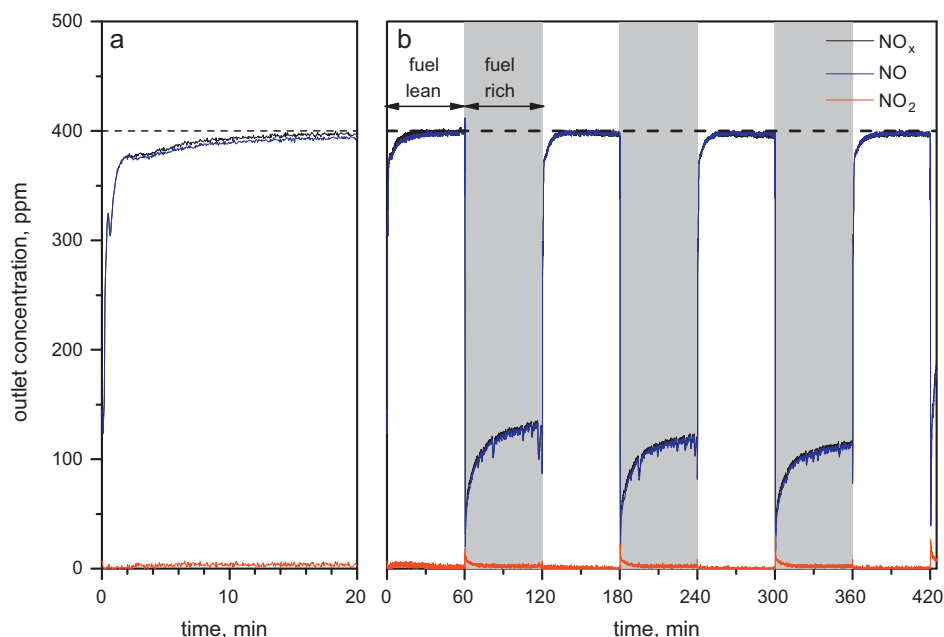 a
b
NOₓ
NO
NO₂
fuel
lean
fuel
rich
500
400
300
200
100
0
outlet concentration, ppm
0
10
20
0
60
120
180
240
300
360
420
time, min
time, min